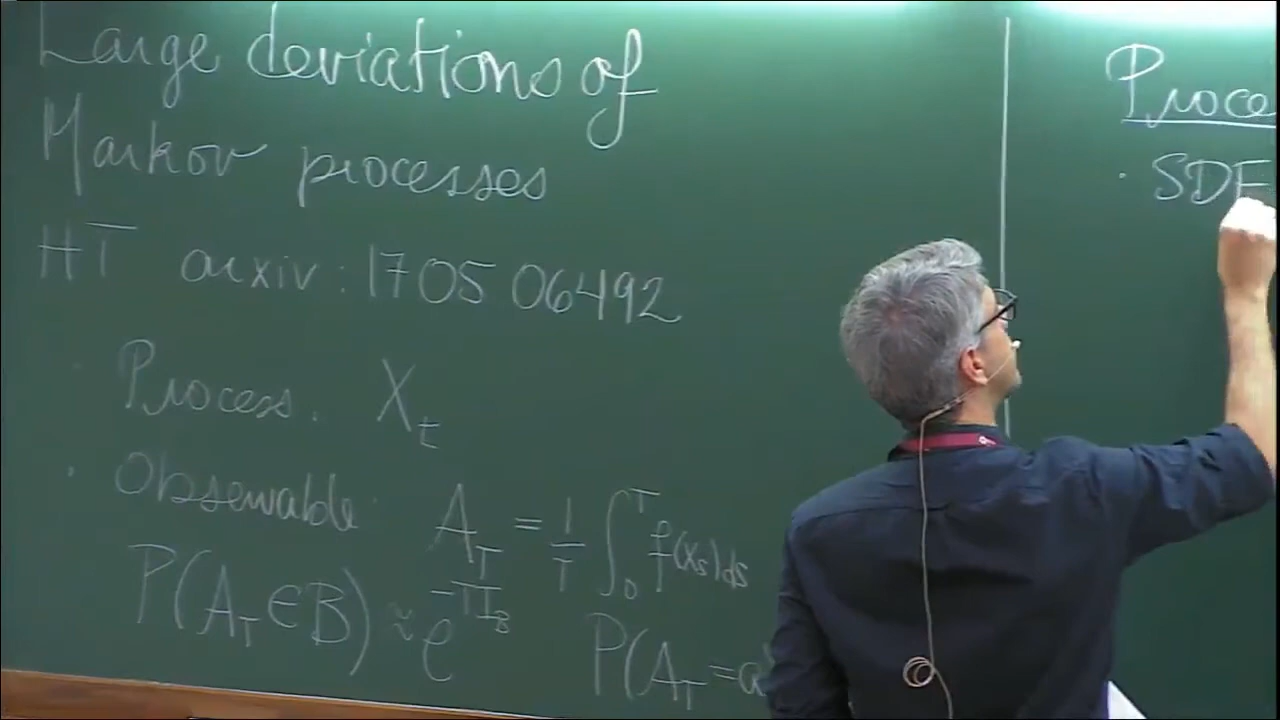 Large deviations of
Markov processes
HT arxiv: 1705 06492
• Process. X_t
• Observable A_T = 1/T ∫_0^T f(X_s) ds
P(A_T ∈ B) ≈ e^{-T I_B} P(A_T = a)
Proce
• SDE